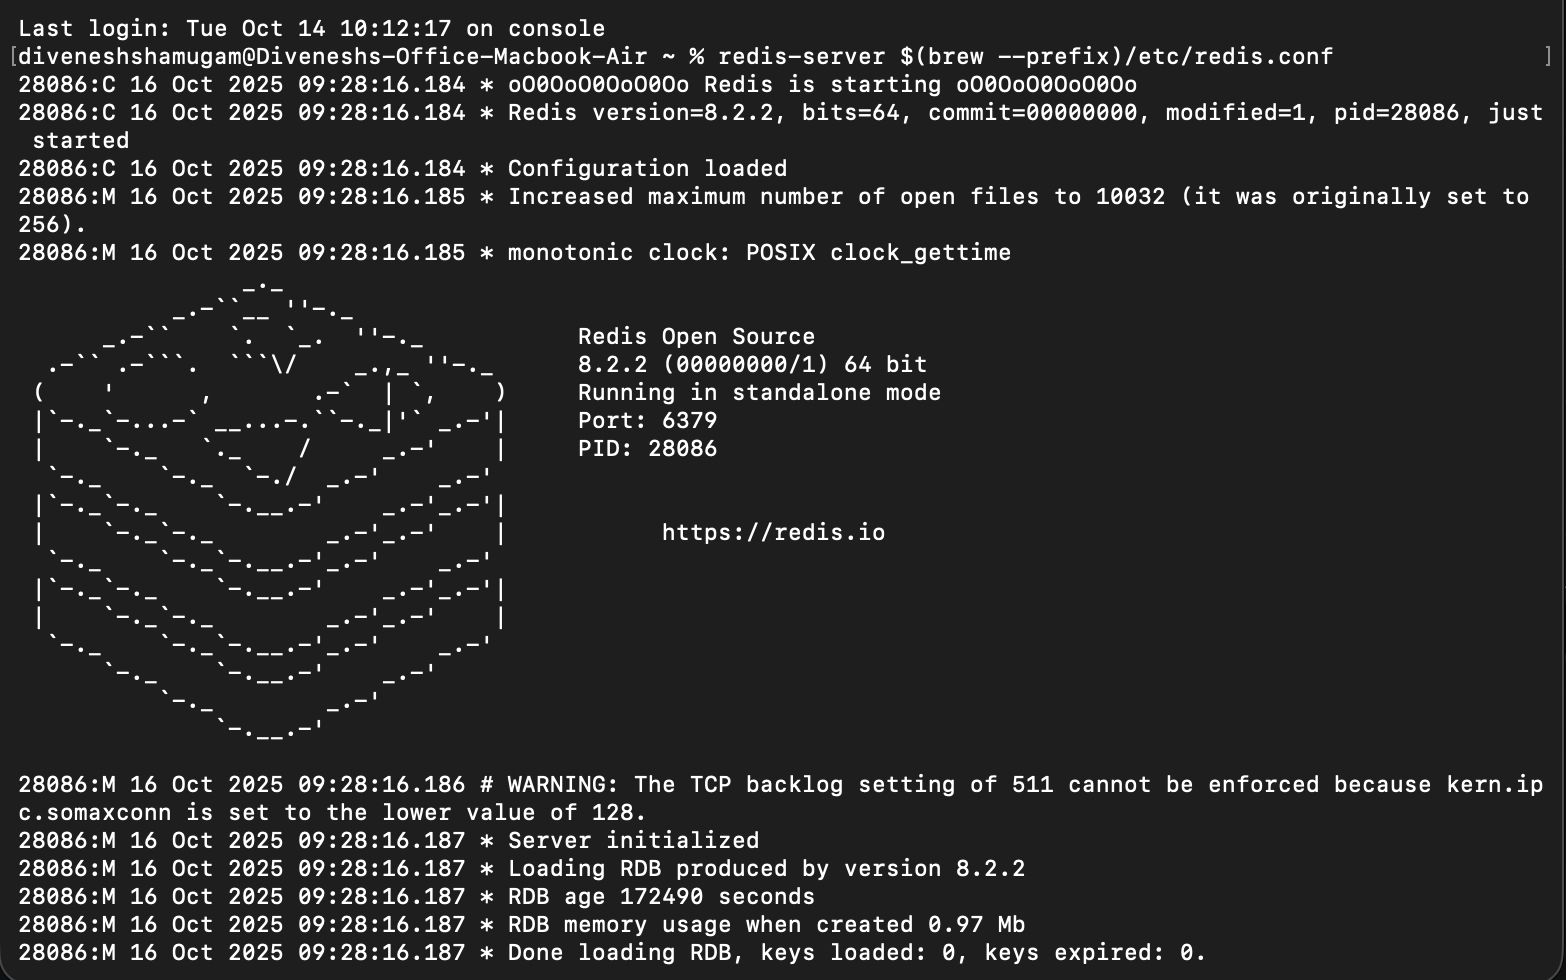 Last login: Tue Oct 14 10:12:17 on console
[diveneshshamugam@Diveneshs-Office-Macbook-Air ~ % redis-server $(brew --prefix)/etc/redis.conf ]
28086:C 16 Oct 2025 09:28:16.184 * oO0OoO0OoO0Oo Redis is starting oO0OoO0OoO0Oo
28086:C 16 Oct 2025 09:28:16.184 * Redis version=8.2.2, bits=64, commit=00000000, modified=1, pid=28086, just
 started
28086:C 16 Oct 2025 09:28:16.184 * Configuration loaded
28086:M 16 Oct 2025 09:28:16.185 * Increased maximum number of open files to 10032 (it was originally set to
256).
28086:M 16 Oct 2025 09:28:16.185 * monotonic clock: POSIX clock_gettime
Redis Open Source
8.2.2 (00000000/1) 64 bit
Running in standalone mode
Port: 6379
PID: 28086
https://redis.io
28086:M 16 Oct 2025 09:28:16.186 # WARNING: The TCP backlog setting of 511 cannot be enforced because kern.ip
c.somaxconn is set to the lower value of 128.
28086:M 16 Oct 2025 09:28:16.187 * Server initialized
28086:M 16 Oct 2025 09:28:16.187 * Loading RDB produced by version 8.2.2
28086:M 16 Oct 2025 09:28:16.187 * RDB age 172490 seconds
28086:M 16 Oct 2025 09:28:16.187 * RDB memory usage when created 0.97 Mb
28086:M 16 Oct 2025 09:28:16.187 * Done loading RDB, keys loaded: 0, keys expired: 0.